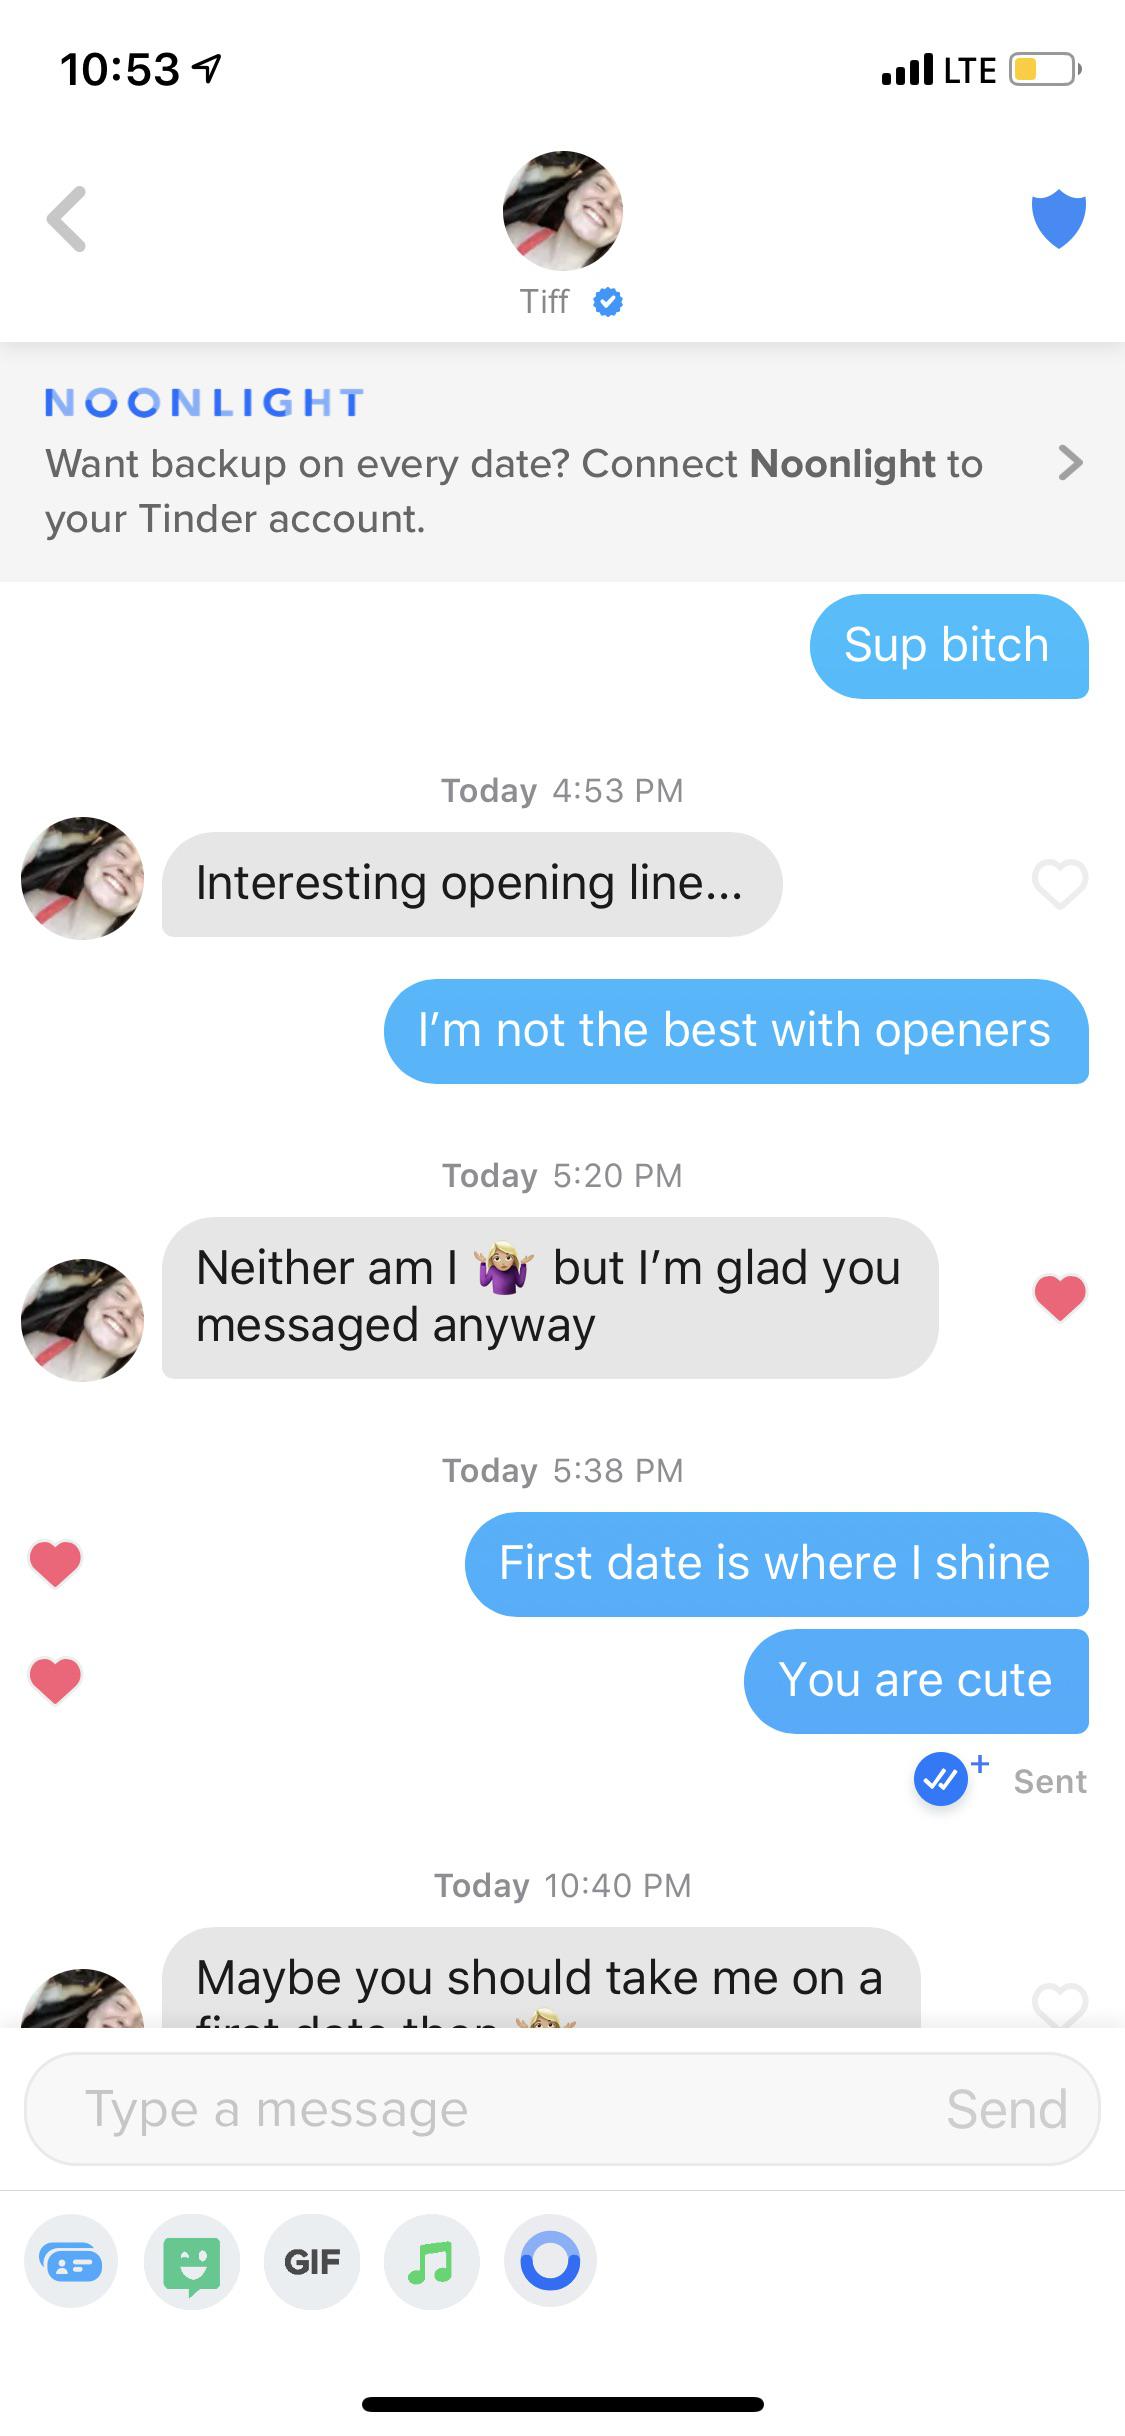 10:53
LTE
Tiff
NOONLIGHT
Want backup on every date? Connect Noonlight to
your Tinder account.
Sup bitch
Today 4:53 PM
Interesting opening line...
I'm not the best with openers
Today 5:20 PM
Neither am I 🤷🏼‍♀️ but I'm glad you
messaged anyway
Today 5:38 PM
First date is where I shine
You are cute
Sent
Today 10:40 PM
Maybe you should take me on a
first date then 🤷🏼‍♀️
Type a message
Send
GIF